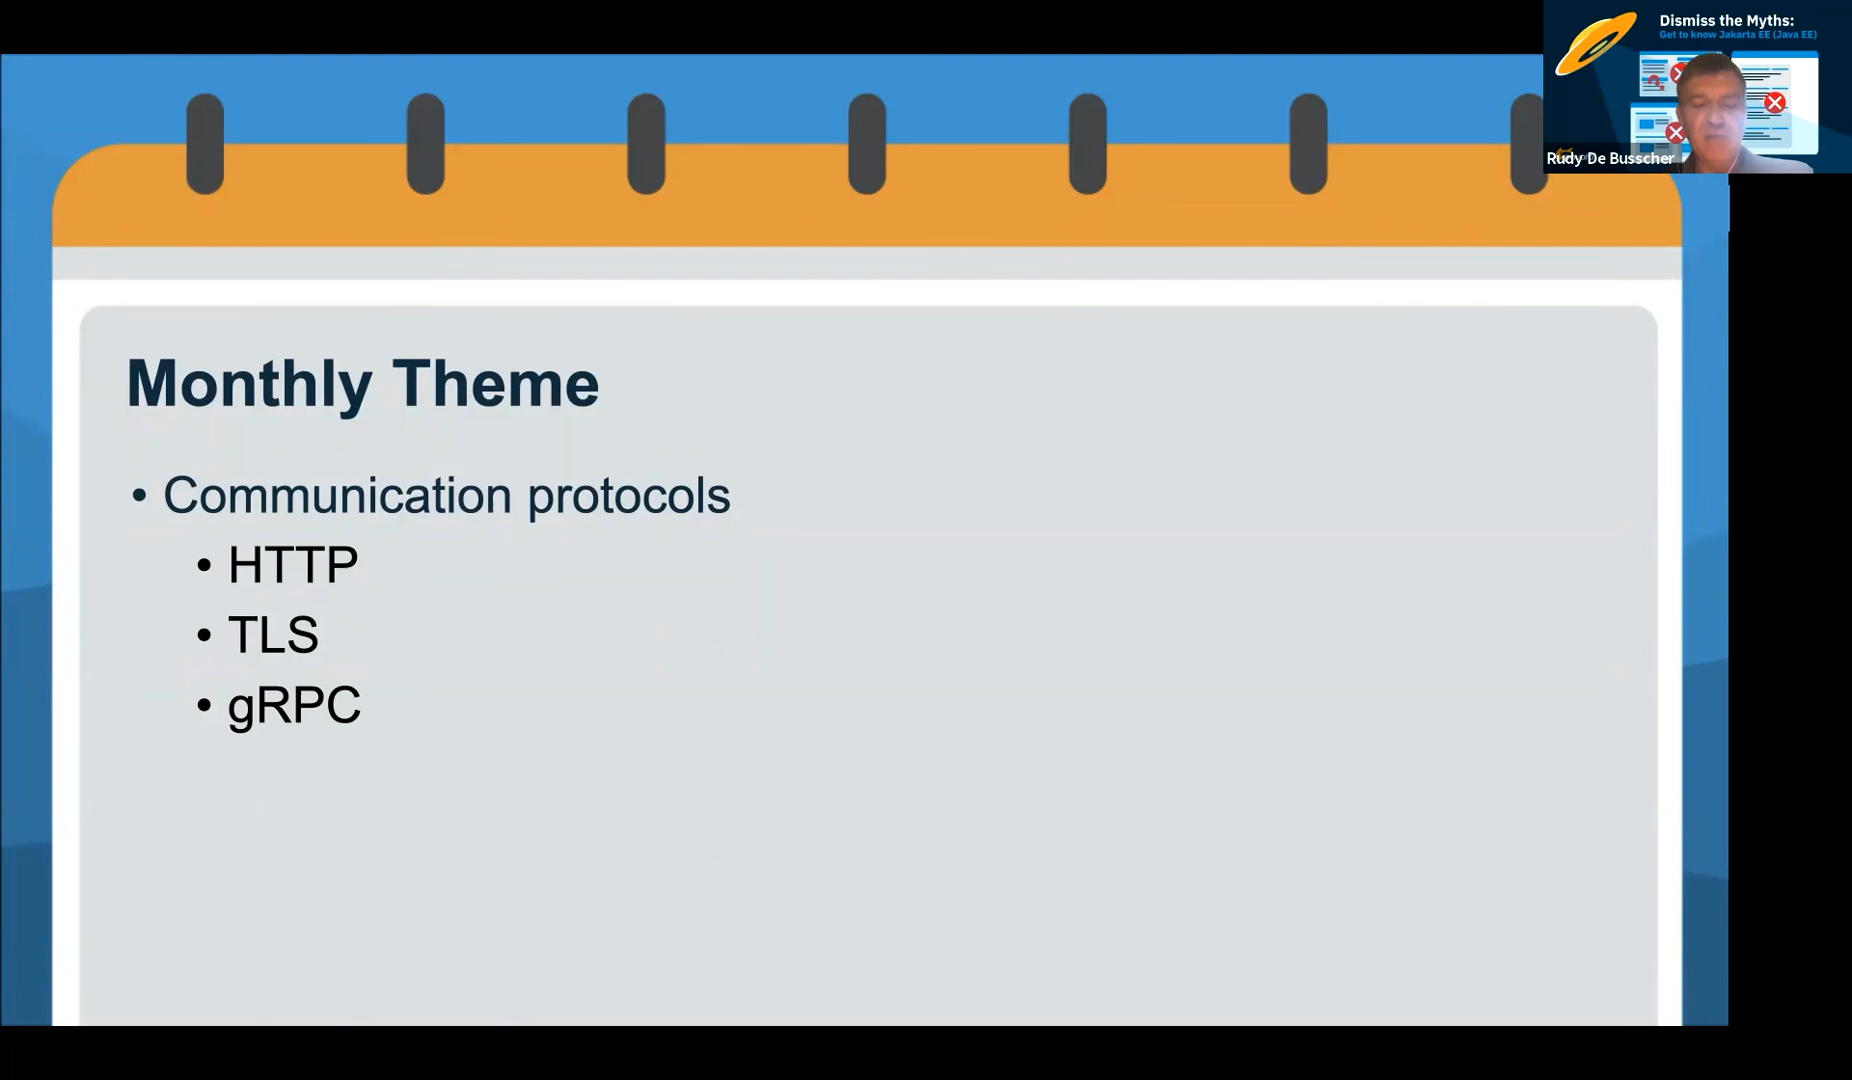 Dismiss the Myths:
Get to know Jakarta EE (Java EE)
Rudy De Busscher
Monthly Theme
• Communication protocols
• HTTP
• TLS
• gRPC